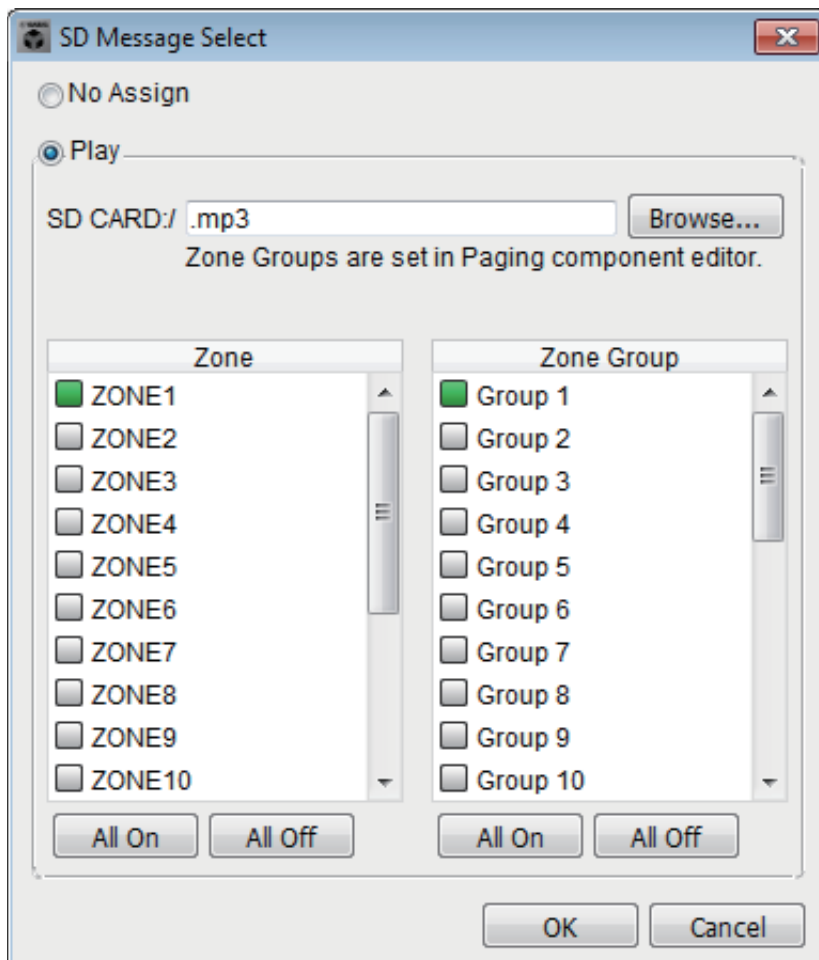 SD Message Select
No Assign
Play
SD CARD:/ .mp3 Browse...
Zone Groups are set in Paging component editor.
Zone Zone Group
ZONE1 Group 1
ZONE2 Group 2
ZONE3 Group 3
ZONE4 Group 4
ZONE5 Group 5
ZONE6 Group 6
ZONE7 Group 7
ZONE8 Group 8
ZONE9 Group 9
ZONE10 Group 10
All On All Off All On All Off
OK Cancel